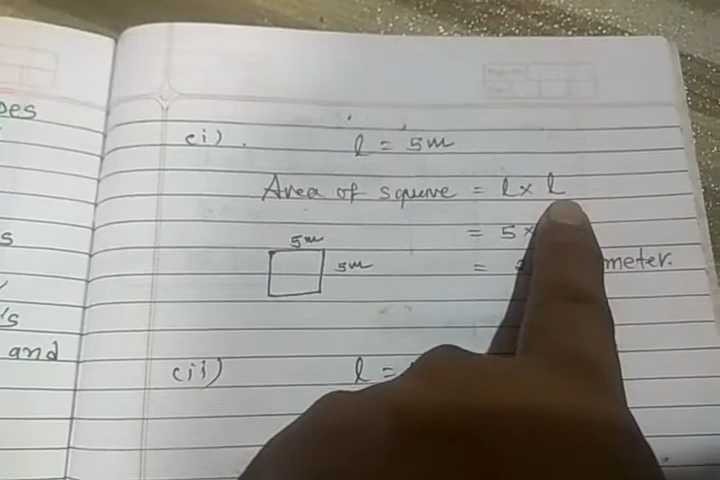 pes
s
's
and
(i). l = 5m
Area of square = l × l
= 5 ×
5m
5m
= meter.
(ii) l =